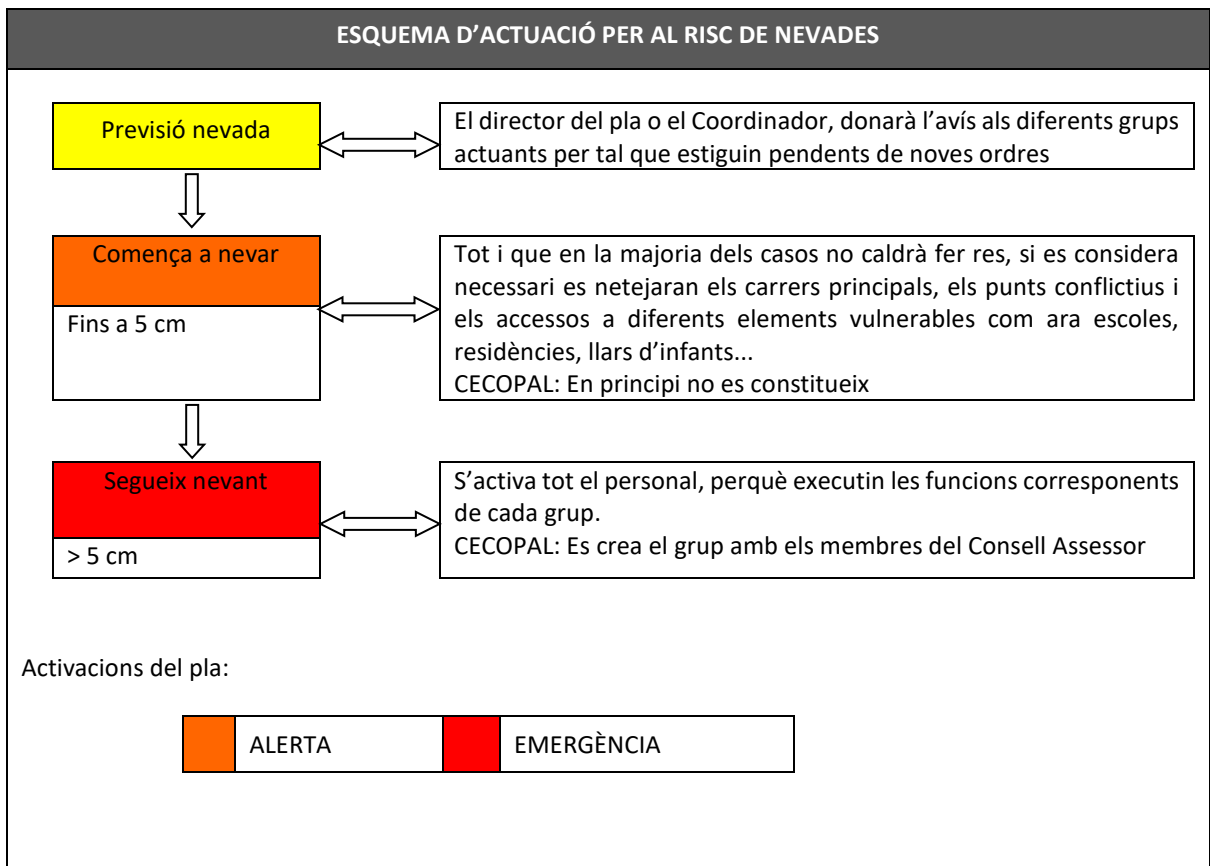 ESQUEMA D’ACTUACIÓ PER AL RISC DE NEVADES
Previsió nevada
El director del pla o el Coordinador, donarà l’avís als diferents grups
actuants per tal que estiguin pendents de noves ordres
Comença a nevar
Fins a 5 cm
Tot i que en la majoria dels casos no caldrà fer res, si es considera
necessari es netejaran els carrers principals, els punts conflictius i
els accessos a diferents elements vulnerables com ara escoles,
residències, llars d’infants...
CECOPAL: En principi no es constitueix
Segueix nevant
> 5 cm
S’activa tot el personal, perquè executin les funcions corresponents
de cada grup.
CECOPAL: Es crea el grup amb els membres del Consell Assessor
Activacions del pla:
ALERTA
EMERGÈNCIA